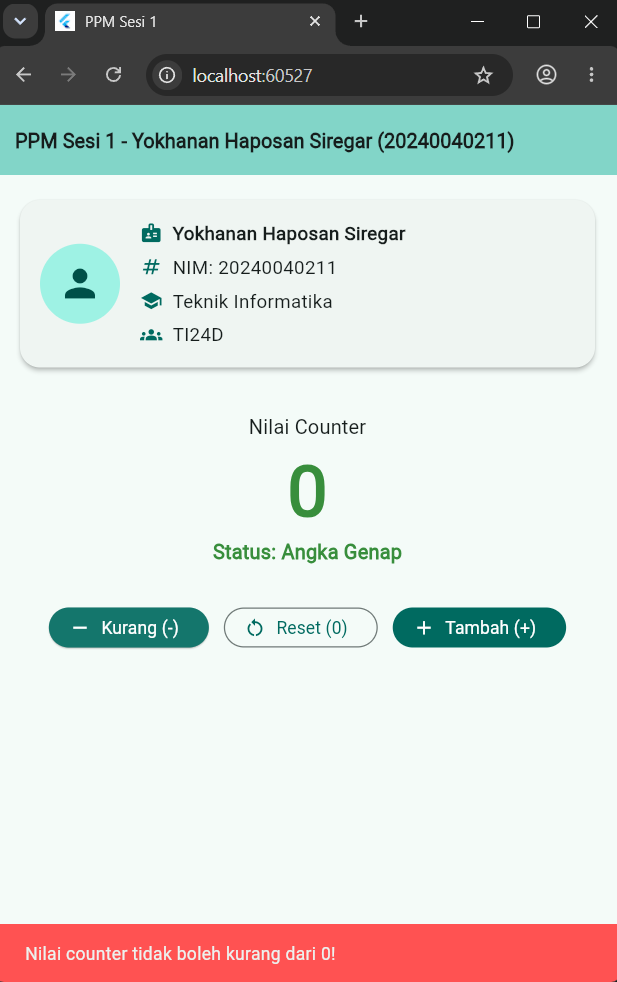 PPM Sesi 1
localhost:60527
PPM Sesi 1 - Yokhanan Haposan Siregar (20240040211)
Yokhanan Haposan Siregar
NIM: 20240040211
Teknik Informatika
TI24D
Nilai Counter
0
Status: Angka Genap
Kurang (-)
Reset (0)
Tambah (+)
Nilai counter tidak boleh kurang dari 0!